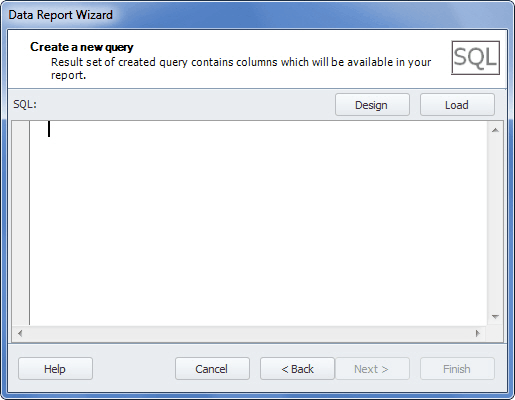 Data Report Wizard
Create a new query
Result set of created query contains columns which will be available in your
report.
SQL
SQL:
Design
Load
Help
Cancel
< Back
Next >
Finish